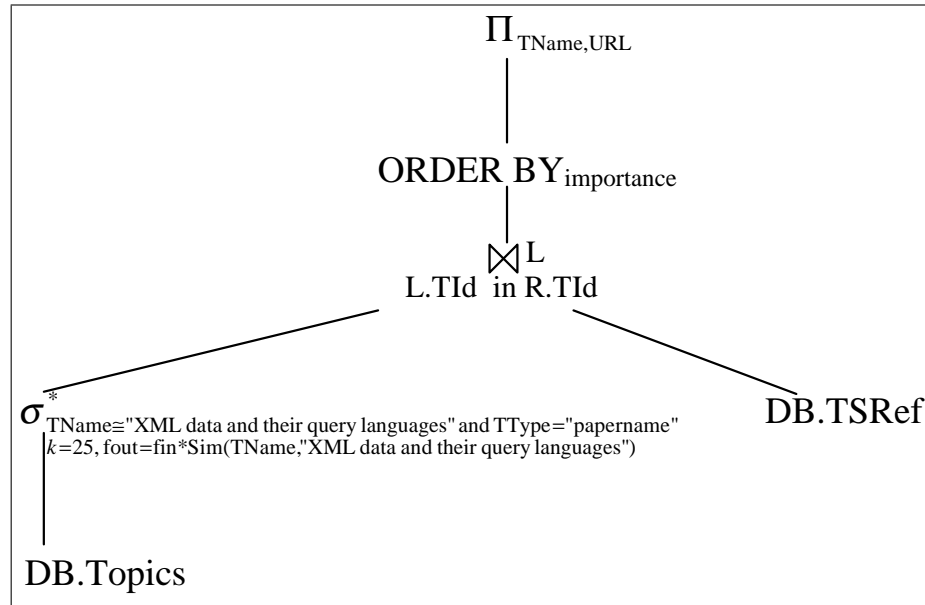 Π TName,URL
ORDER BY importance
⋈ L
L.TId in R.TId
σ* TName≅"XML data and their query languages" and TType="papername"
k=25, fout=fin*Sim(TName,"XML data and their query languages")
DB.TSRef
DB.Topics